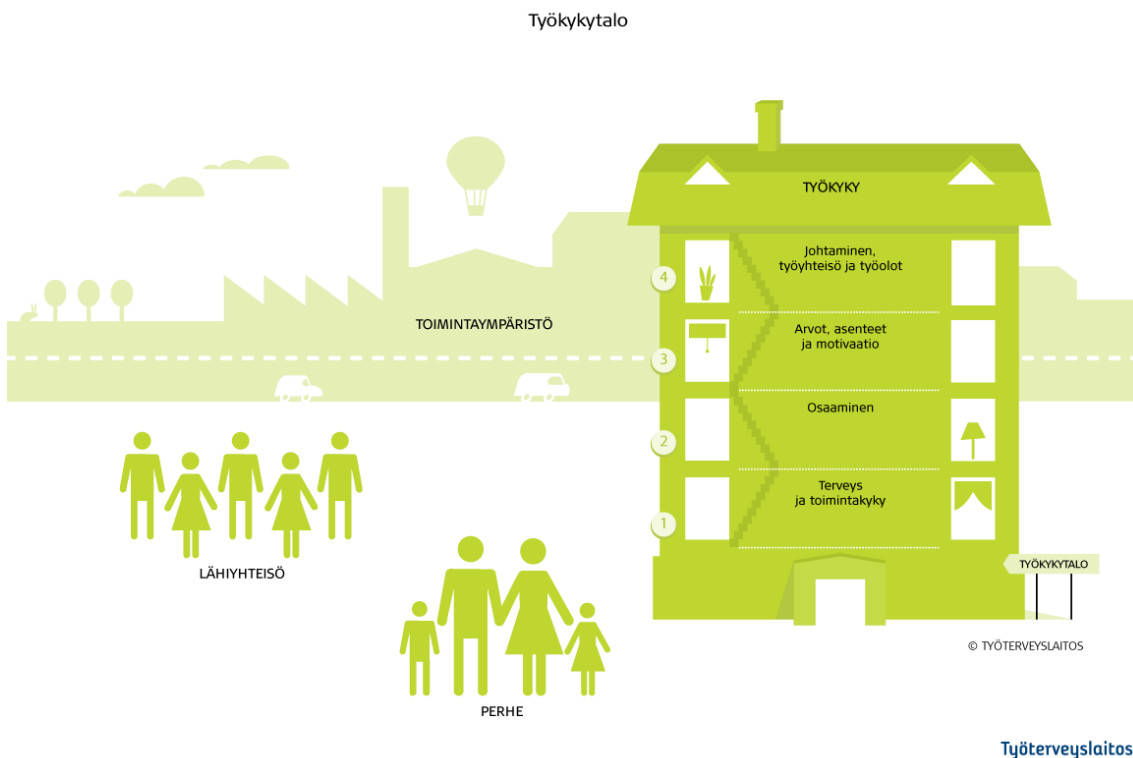 Työkykytalo
TYÖKYKY
4
Johtaminen,
työyhteisö ja työolot
TOIMINTAYMPÄRISTÖ
3
Arvot, asenteet
ja motivaatio
2
Osaaminen
1
Terveys
ja toimintakyky
LÄHIYHTEISÖ
TYÖKYKYTALO
© TYÖTERVEYSLAITOS
PERHE
Työterveyslaitos